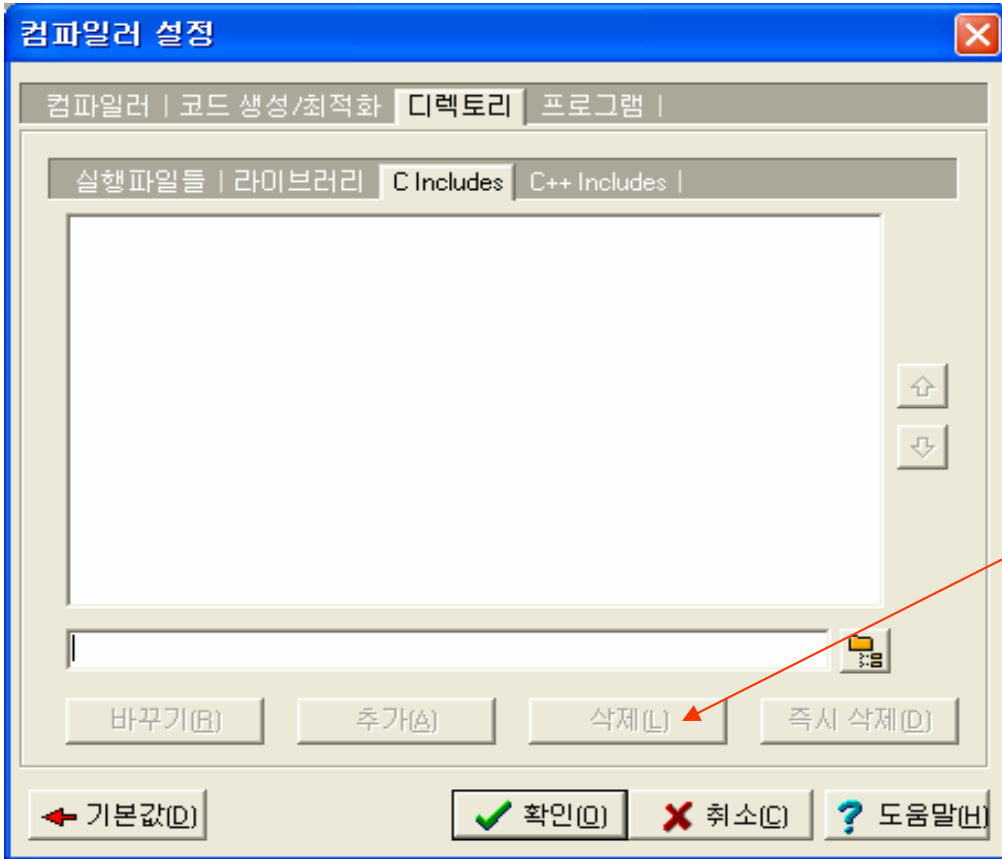 컴파일러 설정
컴파일러 | 코드 생성/최적화 디렉토리 프로그램 |
실행파일들 | 라이브러리 C Includes C++ Includes |
바꾸기(R) 추가(A) 삭제(L) 즉시 삭제(D)
기본값(D) 확인(O) 취소(C) 도움말(H)